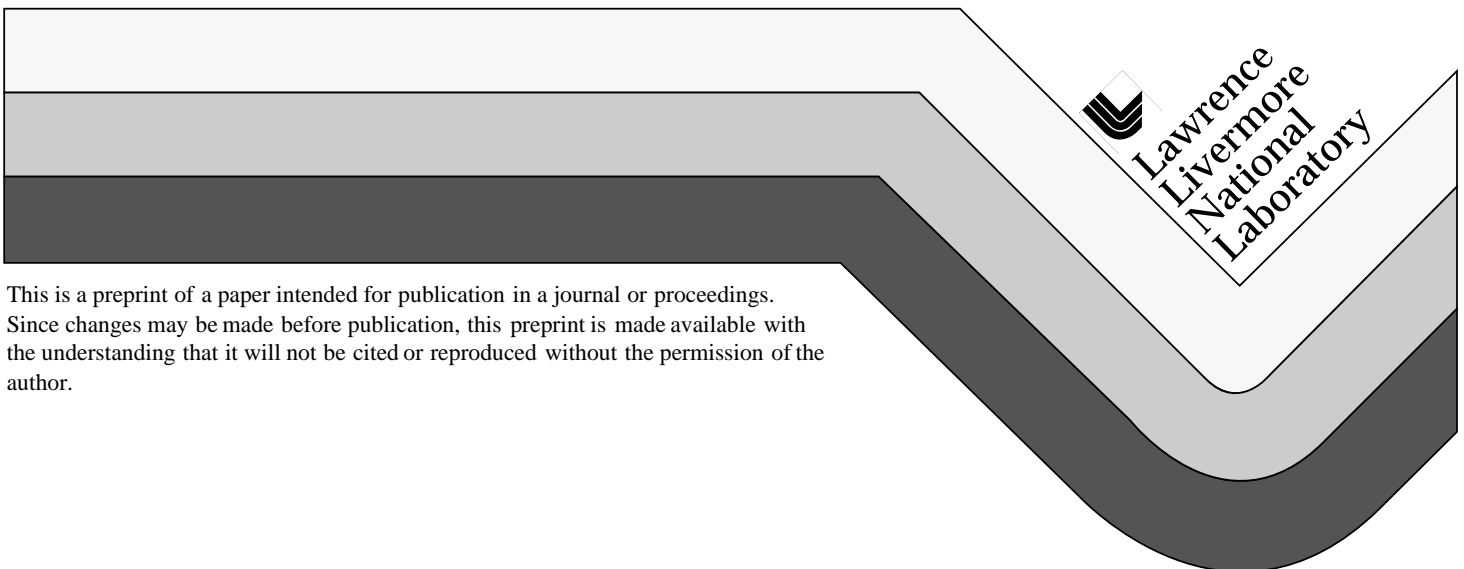 Lawrence
Livermore
National
Laboratory
This is a preprint of a paper intended for publication in a journal or proceedings.
Since changes may be made before publication, this preprint is made available with
the understanding that it will not be cited or reproduced without the permission of the
author.